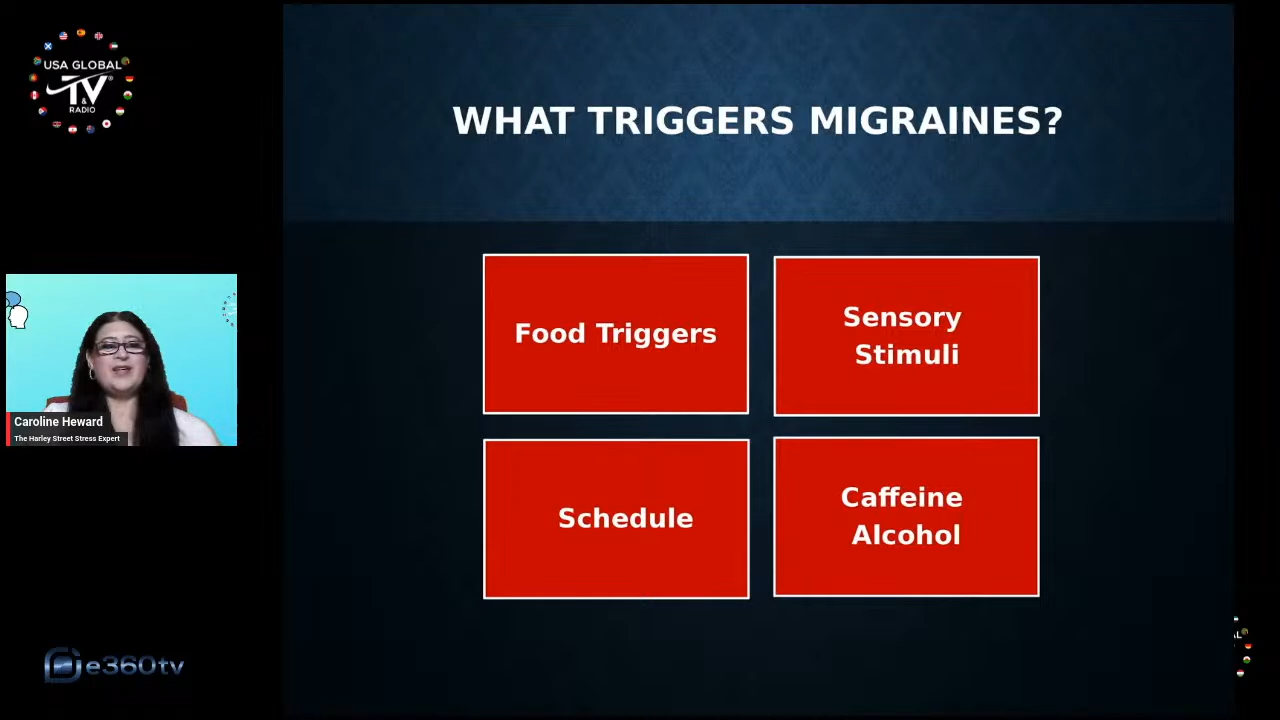 USA GLOBAL
TV
&
RADIO
WHAT TRIGGERS MIGRAINES?
Food Triggers
Sensory
Stimuli
Schedule
Caffeine
Alcohol
Caroline Heward
The Harley Street Stress Expert
e360tv